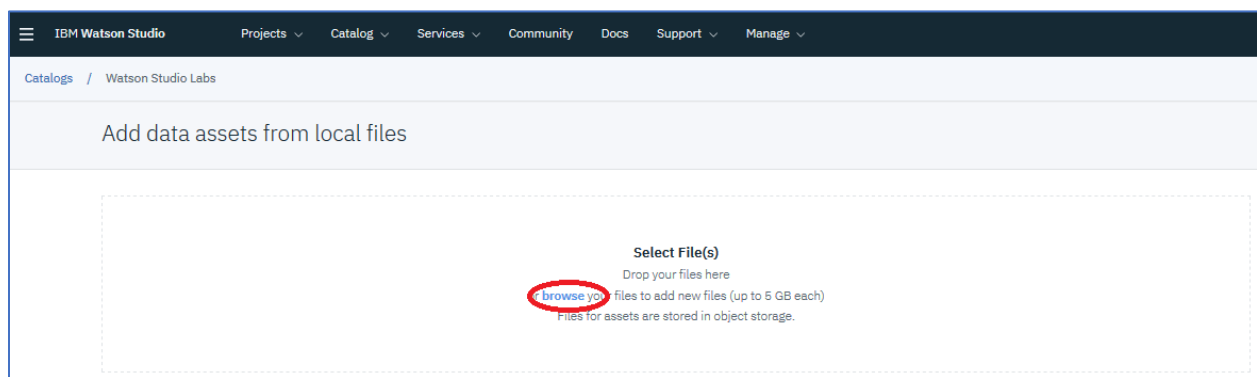 IBM Watson Studio Projects Catalog Services Community Docs Support Manage
Catalogs / Watson Studio Labs
Add data assets from local files
Select File(s)
Drop your files here
r browse your files to add new files (up to 5 GB each)
Files for assets are stored in object storage.